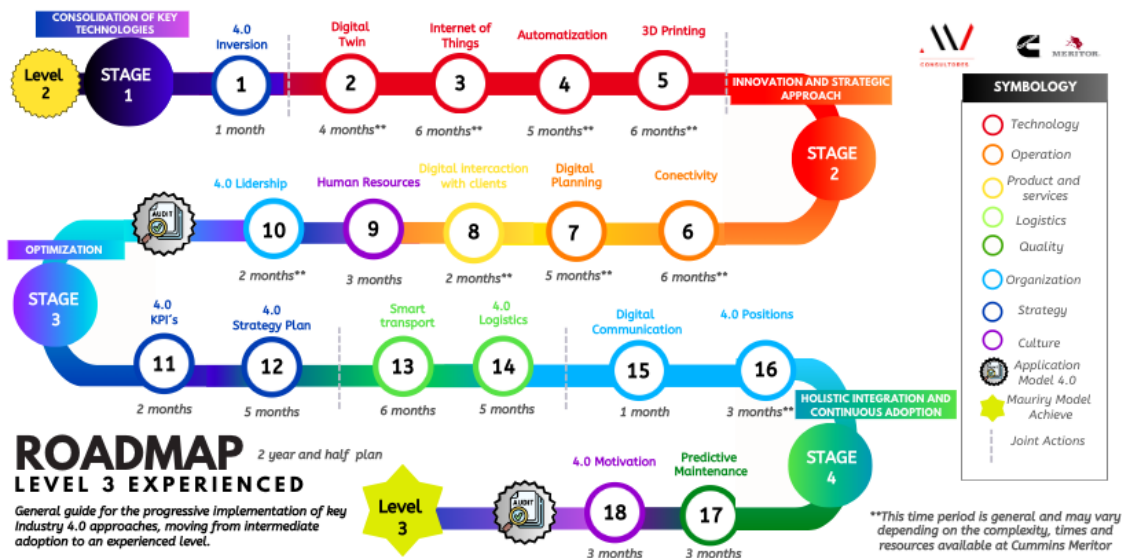 CONSOLIDATION OF KEY
TECHNOLOGIES
Level
2
STAGE
1
4.0
Inversion
1
1 month
Digital
Twin
2
4 months**
Internet of
Things
3
6 months**
Automatization
4
5 months**
3D Printing
5
6 months**
INNOVATION AND STRATEGIC
APPROACH
STAGE
2
CONSULTORES
MERITOR
SYMBOLOGY
Technology
Operation
Product and
services
Logistics
Quality
Organization
Strategy
Culture
Application
Model 4.0
Mauriry Model
Achieve
Joint Actions
Conectivity
6
6 months**
Digital
Planning
7
5 months**
Digital Intercaction
with clients
8
2 months**
Human Resources
9
3 months
4.0 Lidership
10
2 months**
AUDIT
OPTIMIZATION
STAGE
3
4.0
KPI´s
11
2 months
4.0
Strategy Plan
12
5 months
Smart
transport
13
6 months
4.0
Logistics
14
5 months
Digital
Communication
15
1 month
4.0 Positions
16
3 months**
HOLISTIC INTEGRATION AND
CONTINUOUS ADOPTION
STAGE
4
Predictive
Maintenance
17
3 months
4.0 Motivation
18
3 months
AUDIT
Level
3
ROADMAP
2 year and half plan
LEVEL 3 EXPERIENCED
General guide for the progressive implementation of key
Industry 4.0 approaches, moving from intermediate
adoption to an experienced level.
**This time period is general and may vary
depending on the complexity, times and
resources available at Cummins Meritor